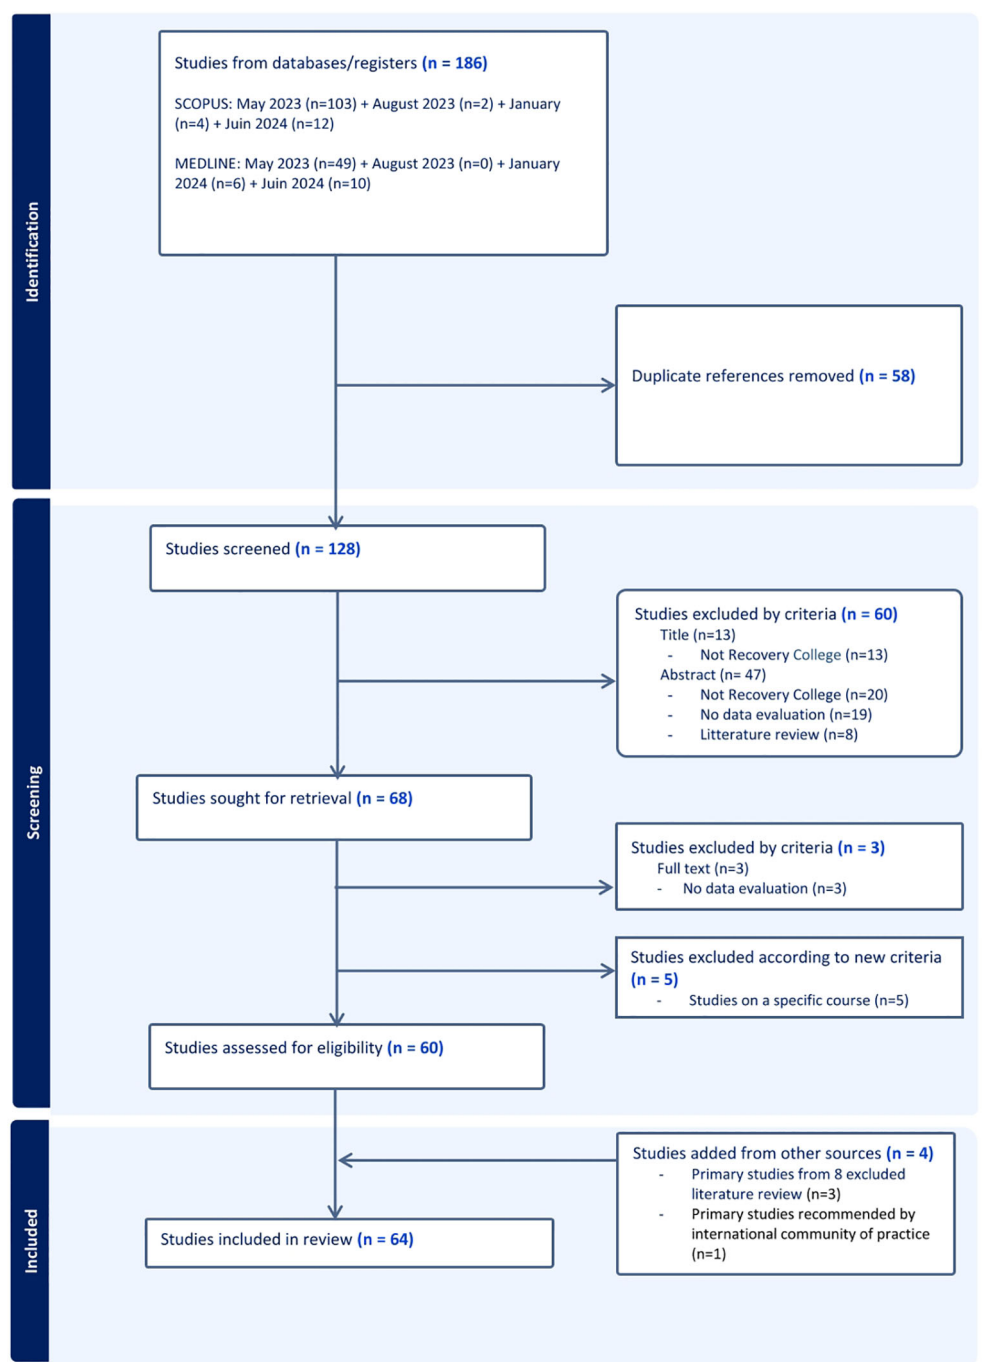 Identification
Studies from databases/registers (n = 186)
SCOPUS: May 2023 (n=103) + August 2023 (n=2) + January
(n=4) + Juin 2024 (n=12)
MEDLINE: May 2023 (n=49) + August 2023 (n=0) + January
2024 (n=6) + Juin 2024 (n=10)
Duplicate references removed (n = 58)
Screening
Studies screened (n = 128)
Studies excluded by criteria (n = 60)
Title (n=13)
- Not Recovery College (n=13)
Abstract (n= 47)
- Not Recovery College (n=20)
- No data evaluation (n=19)
- Litterature review (n=8)
Studies sought for retrieval (n = 68)
Studies excluded by criteria (n = 3)
Full text (n=3)
- No data evaluation (n=3)
Studies excluded according to new criteria
(n = 5)
- Studies on a specific course (n=5)
Studies assessed for eligibility (n = 60)
Included
Studies added from other sources (n = 4)
- Primary studies from 8 excluded
literature review (n=3)
- Primary studies recommended by
international community of practice
(n=1)
Studies included in review (n = 64)